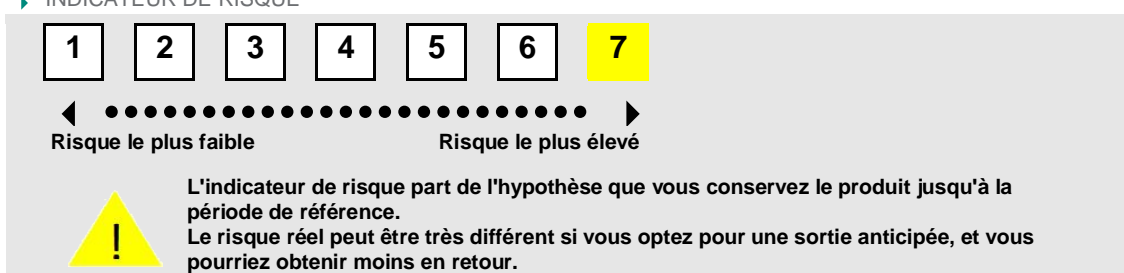 INDICATEUR DE RISQUE
1 2 3 4 5 6 7
Risque le plus faible Risque le plus élevé
L'indicateur de risque part de l'hypothèse que vous conservez le produit jusqu'à la
période de référence.
Le risque réel peut être très différent si vous optez pour une sortie anticipée, et vous
pourriez obtenir moins en retour.
!